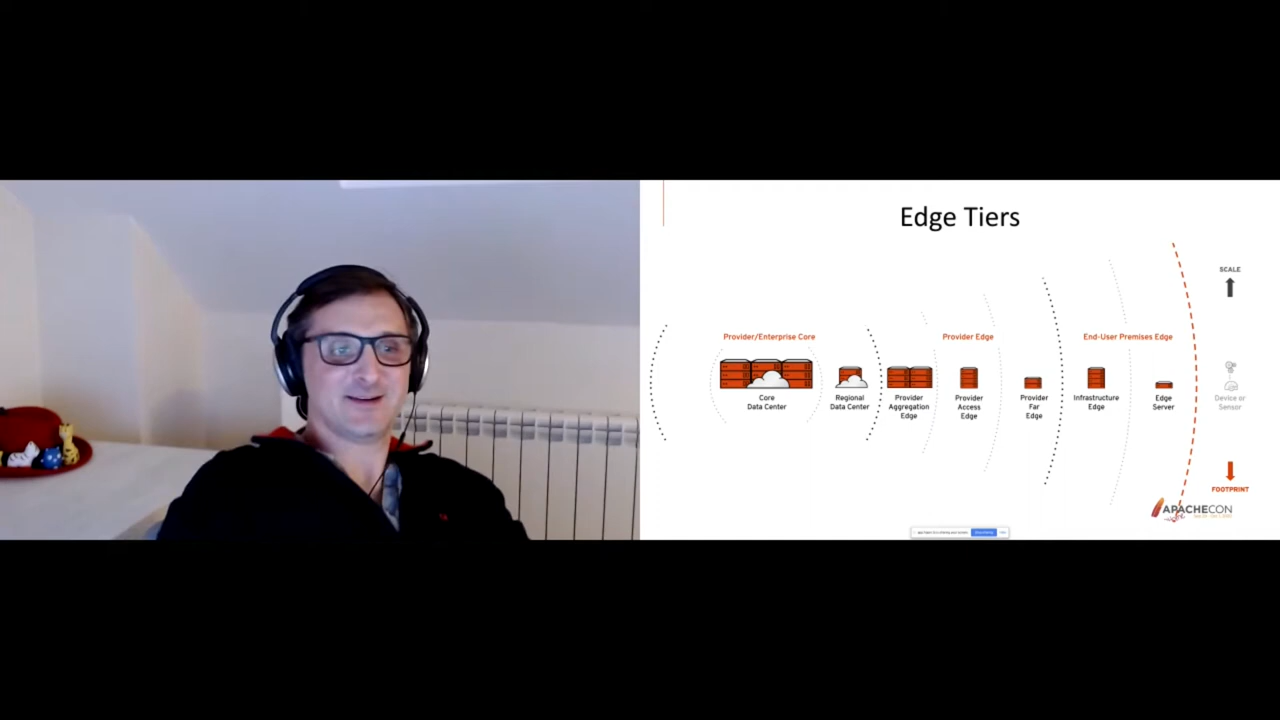 Edge Tiers
SCALE
Provider/Enterprise Core
Provider Edge
End-User Premises Edge
Core
Data Center
Regional
Data Center
Provider
Aggregation
Edge
Provider
Access
Edge
Provider
Far
Edge
Infrastructure
Edge
Edge
Server
Device or
Sensor
FOOTPRINT
APACHECON